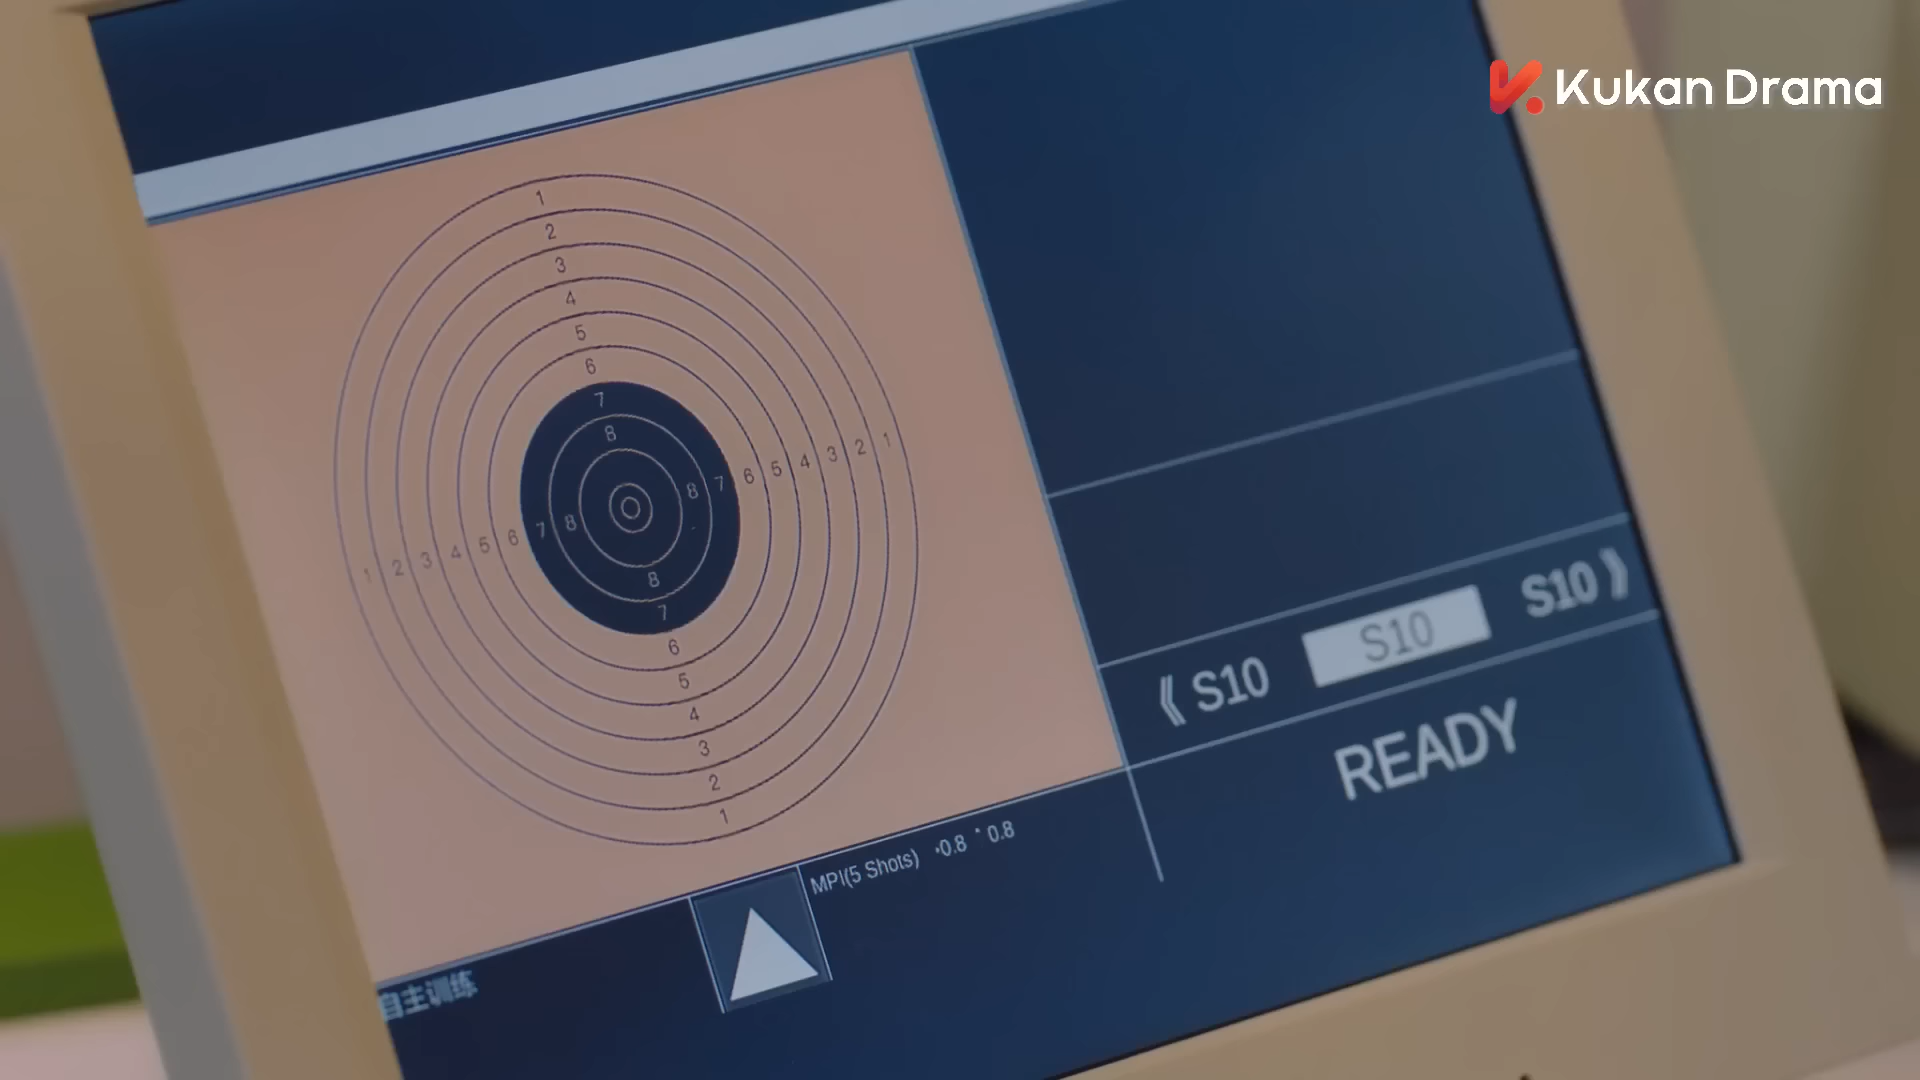 Kukan Drama
1
2
3
4
5
6
7
8
1 2 3 4 5 6 7 8 8 7 6 5 4 3 2 1
8
7
6
5
4
3
2
1
《 S10 S10 S10 》
READY
MPI(5 Shots) -0.8 * 0.8
自主训练